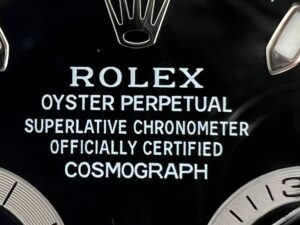 ROLEX
OYSTER PERPETUAL
SUPERLATIVE CHRONOMETER
OFFICIALLY CERTIFIED
COSMOGRAPH